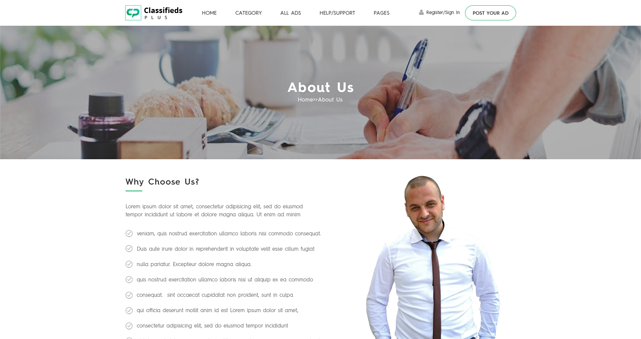 Classifieds
PLUS
HOME
CATEGORY
ALL ADS
HELP/SUPPORT
PAGES
Register/Sign In
POST YOUR AD
About Us
Home••About Us
Why Choose Us?
Lorem ipsum dolor sit amet, consectetur adipisicing elit, sed do eiusmod
tempor incididunt ut labore et dolore magna aliqua. Ut enim ad minim
veniam, quis nostrud exercitation ullamco laboris nisi commodo consequat.
Duis aute irure dolor in reprehenderit in voluptate velit esse cillum fugiat
nulla pariatur. Excepteur dolore magna aliqua.
quis nostrud exercitation ullamco laboris nisi ut aliquip ex ea commodo
consequat. sint occaecat cupidatat non proident, sunt in culpa
qui officia deserunt mollit anim id est Lorem ipsum dolor sit amet,
consectetur adipisicing elit, sed do eiusmod tempor incididunt